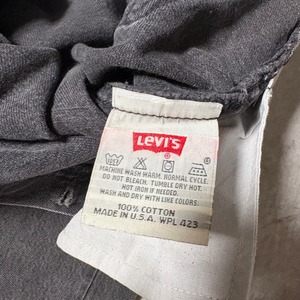 LEVI'S
MACHINE WASH WARM. NORMAL CYCLE.
DO NOT BLEACH. TUMBLE DRY HOT.
HOT IRON IF NEEDED.
WASH AND DRY WITH LIKE COLORS.
100% COTTON
MADE IN U.S.A. WPL 423